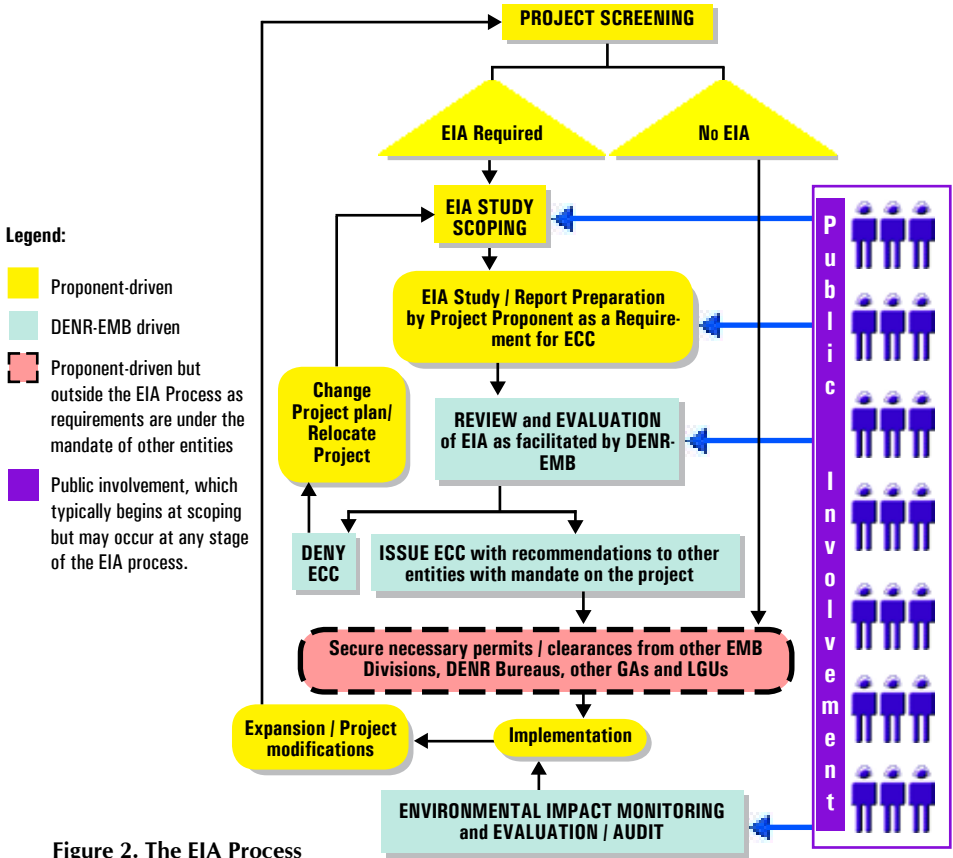 PROJECT SCREENING
EIA Required
No EIA
EIA STUDY
SCOPING
EIA Study / Report Preparation
by Project Proponent as a Require-
ment for ECC
Change
Project plan/
Relocate
Project
REVIEW and EVALUATION
of EIA as facilitated by DENR-
EMB
DENY
ECC
ISSUE ECC with recommendations to other
entities with mandate on the project
Secure necessary permits / clearances from other EMB
Divisions, DENR Bureaus, other GAs and LGUs
Expansion / Project
modifications
Implementation
ENVIRONMENTAL IMPACT MONITORING
and EVALUATION / AUDIT
Public Involvment
Legend:
Proponent-driven
DENR-EMB driven
Proponent-driven but
outside the EIA Process as
requirements are under the
mandate of other entities
Public involvement, which
typically begins at scoping
but may occur at any stage
of the EIA process.
Figure 2. The EIA Process